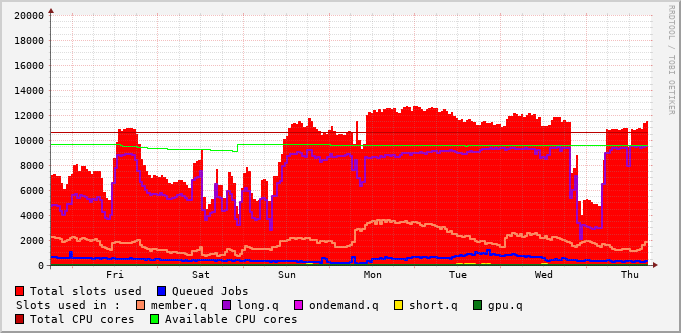 RRDTOOL / TOBI OETIKER
20000
18000
16000
14000
12000
10000
8000
6000
4000
2000
0
Fri Sat Sun Mon Tue Wed Thu
Total slots used Queued Jobs
Slots used in : member.q long.q ondemand.q short.q gpu.q
Total CPU cores Available CPU cores